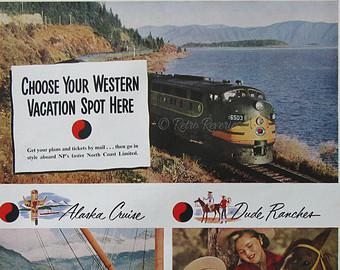 CHOOSE YOUR WESTERN
VACATION SPOT HERE
Get your plans and tickets by mail . . . then go in
style aboard NP's faster North Coast Limited.
6503
© Retro Reveries
Alaska Cruise
Dude Ranches